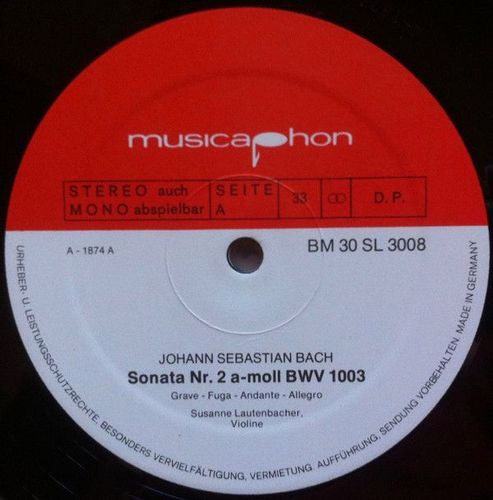 musicaphon
STEREO auch
MONO abspielbar
SEITE
A
33
D.P.
A - 1874 A
BM 30 SL 3008
JOHANN SEBASTIAN BACH
Sonata Nr. 2 a-moll BWV 1003
Grave - Fuga - Andante - Allegro
Susanne Lautenbacher,
Violine
URHEBER- U. LEISTUNGSSCHUTZRECHTE, BESONDERS VERVIELFÄLTIGUNG, VERMIETUNG, AUFFÜHRUNG, SENDUNG VORBEHALTEN. MADE IN GERMANY